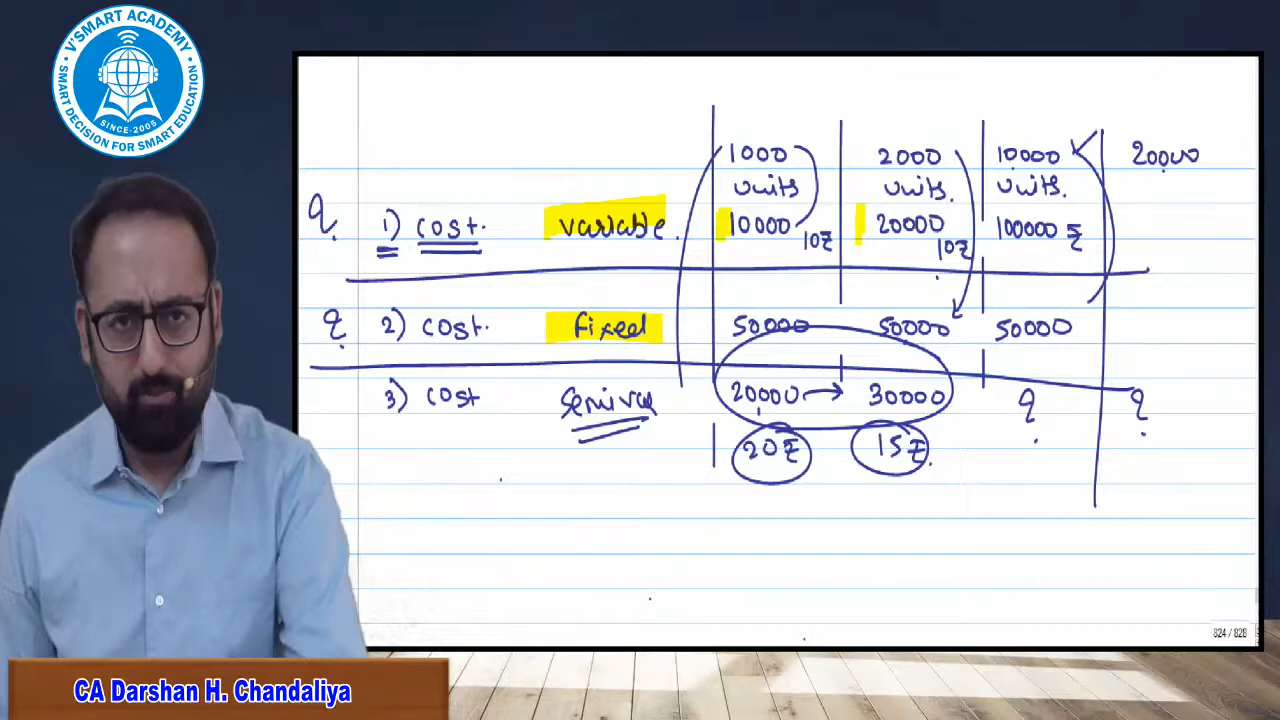 V'SMART ACADEMY
SINCE-2005
SMART DECISION FOR SMART EDUCATION
1000 2000 10000 20000
units units. units.
1) cost. variable. 10000 10₹ 20000 10₹ 100000 ₹
2) cost. fixed 50000 50000 50000
3) cost semivar 20000 → 30000 ? ?
20₹ 15₹.
824 / 828
CA Darshan H. Chandaliya